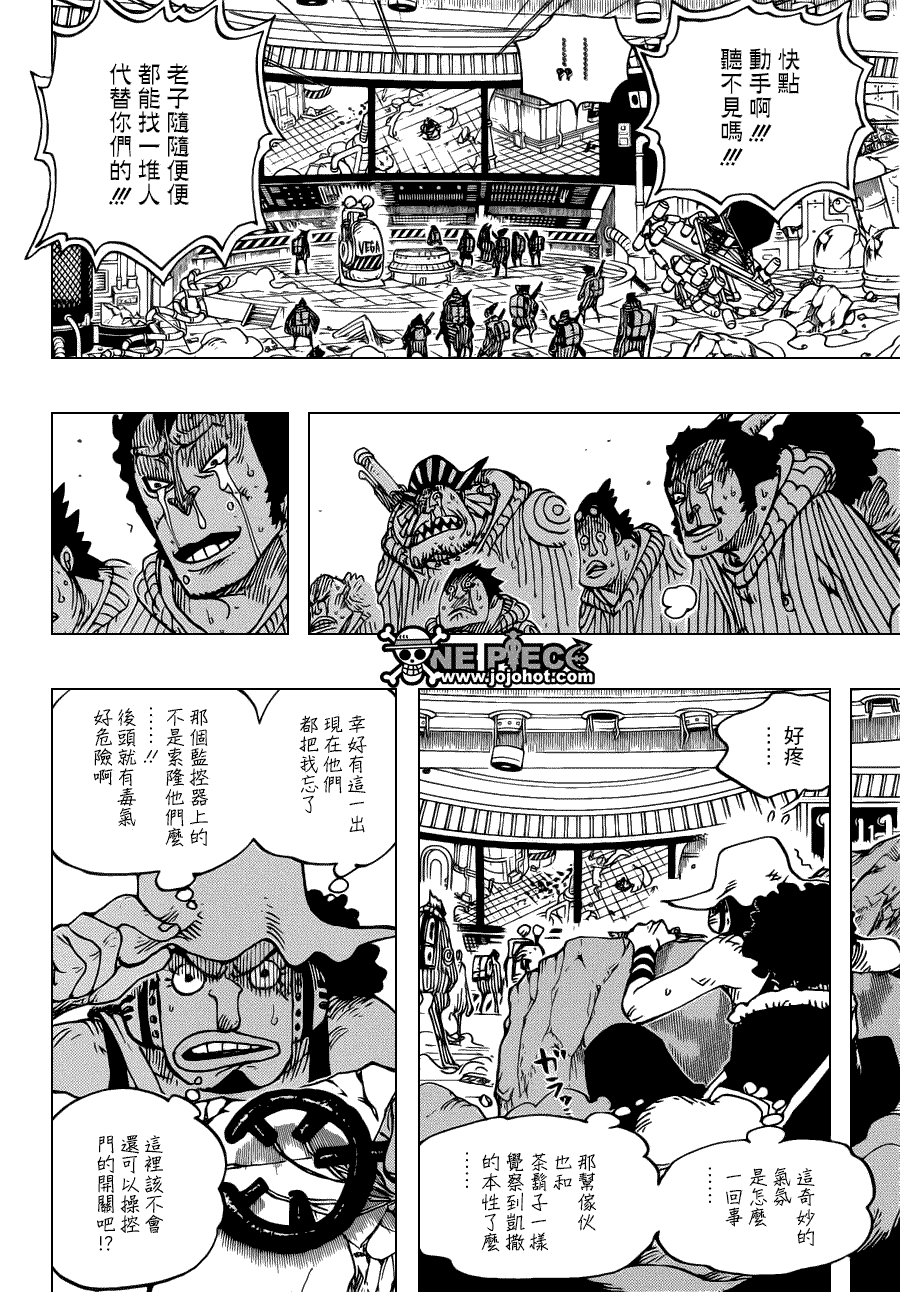 快點
動手啊!!!
聽不見嗎!!!
………
………!?
老子隨隨便便
都能找一堆人
代替你們的!!!
VEGA
ONE PIECE
www.jojohot.com
好疼
……
這奇妙的
氣氛
是怎麼
一回事
……
那幫傢伙
也和
茶鬍子一樣
覺察到凱撒
的本性了麼
……
ガッ
幸好有這一出
現在他們
都把我忘了
那個監控器上的
不是索隆他們麼
……!!
後頭就有毒氣
好危險啊
這裡該不會
還可以操控
門的開關吧!?